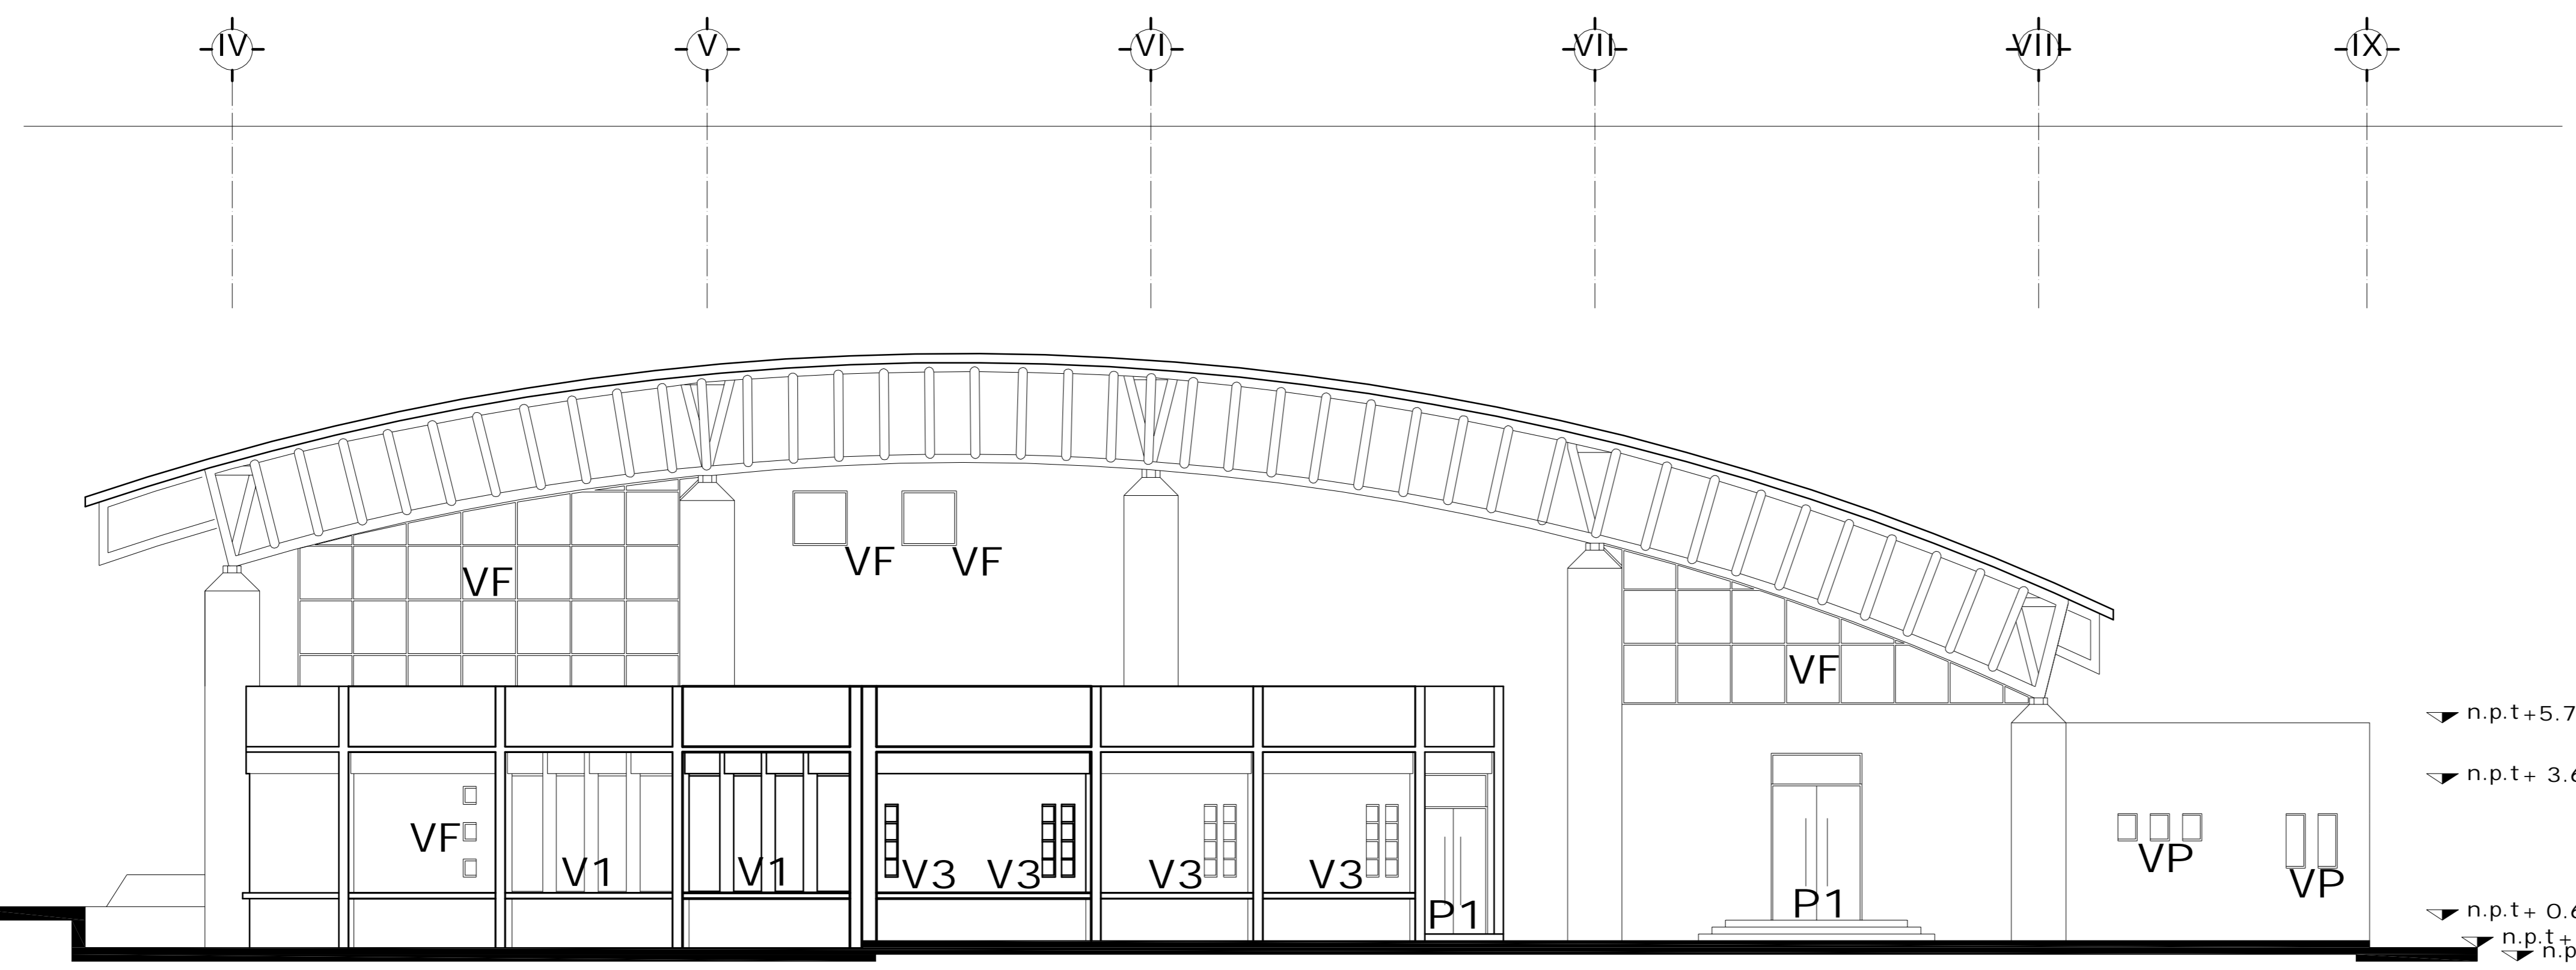 IV V VI VII VIII IX
VF VF
VF
VF
n.p.t+5.7
n.p.t+ 3.6
VF V1 V1 V3 V3 V3 V3 VP
P1 P1 VP
n.p.t+ 0.6
n.p.t+
n.p